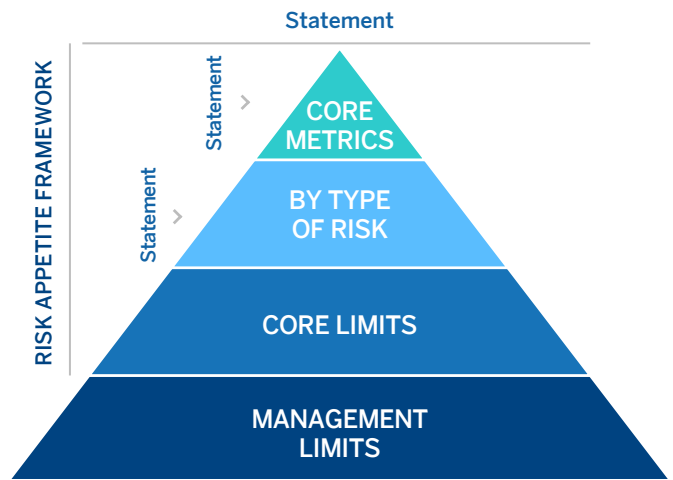 Statement
RISK APPETITE FRAMEWORK
Statement
CORE
METRICS
Statement
BY TYPE
OF RISK
CORE LIMITS
MANAGEMENT
LIMITS